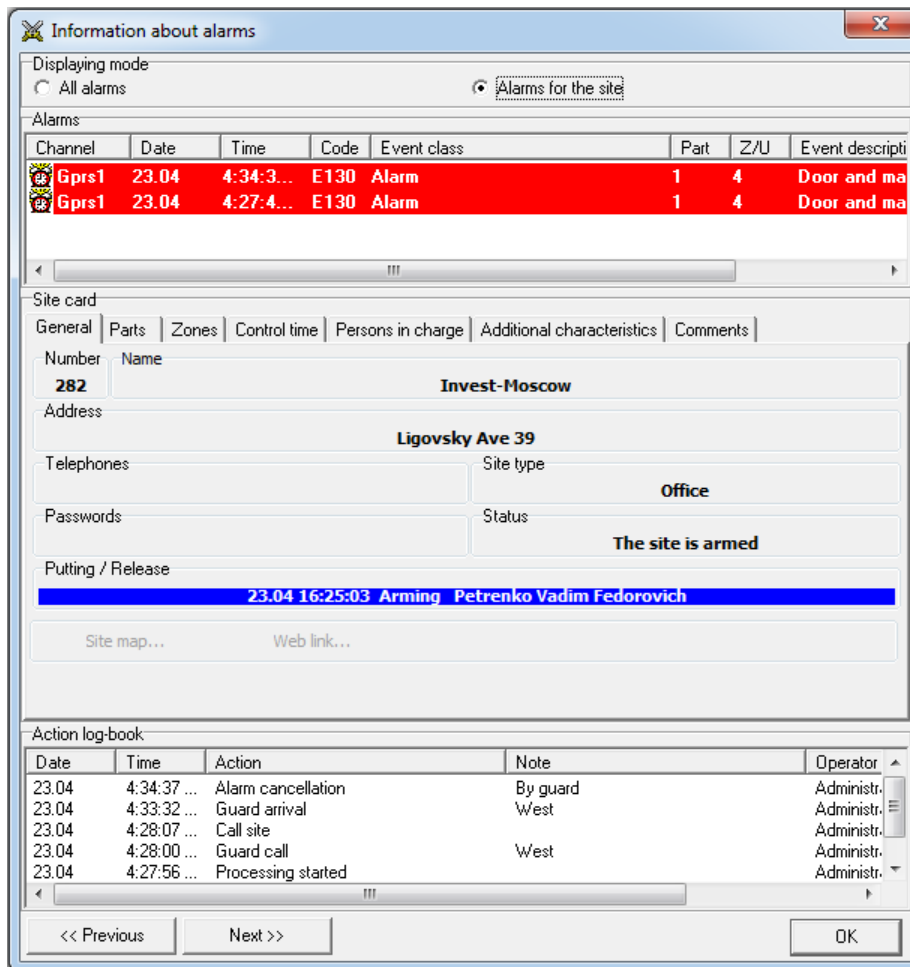 Information about alarms
Displaying mode
All alarms Alarms for the site
Alarms
Channel Date Time Code Event class Part Z/U Event descripti
Gprs1 23.04 4:34:3... E130 Alarm 1 4 Door and ma
Gprs1 23.04 4:27:4... E130 Alarm 1 4 Door and ma
Site card
General Parts Zones Control time Persons in charge Additional characteristics Comments
Number Name
282 Invest-Moscow
Address
Ligovsky Ave 39
Telephones Site type
Office
Passwords Status
The site is armed
Putting / Release
23.04 16:25:03 Arming Petrenko Vadim Fedorovich
Site map... Web link...
Action log-book
Date Time Action Note Operator
23.04 4:34:37 ... Alarm cancellation By guard Administr.
23.04 4:33:32 ... Guard arrival West Administr.
23.04 4:28:07 ... Call site Administr.
23.04 4:28:00 ... Guard call West Administr.
23.04 4:27:56 ... Processing started Administr.
<< Previous Next >> OK